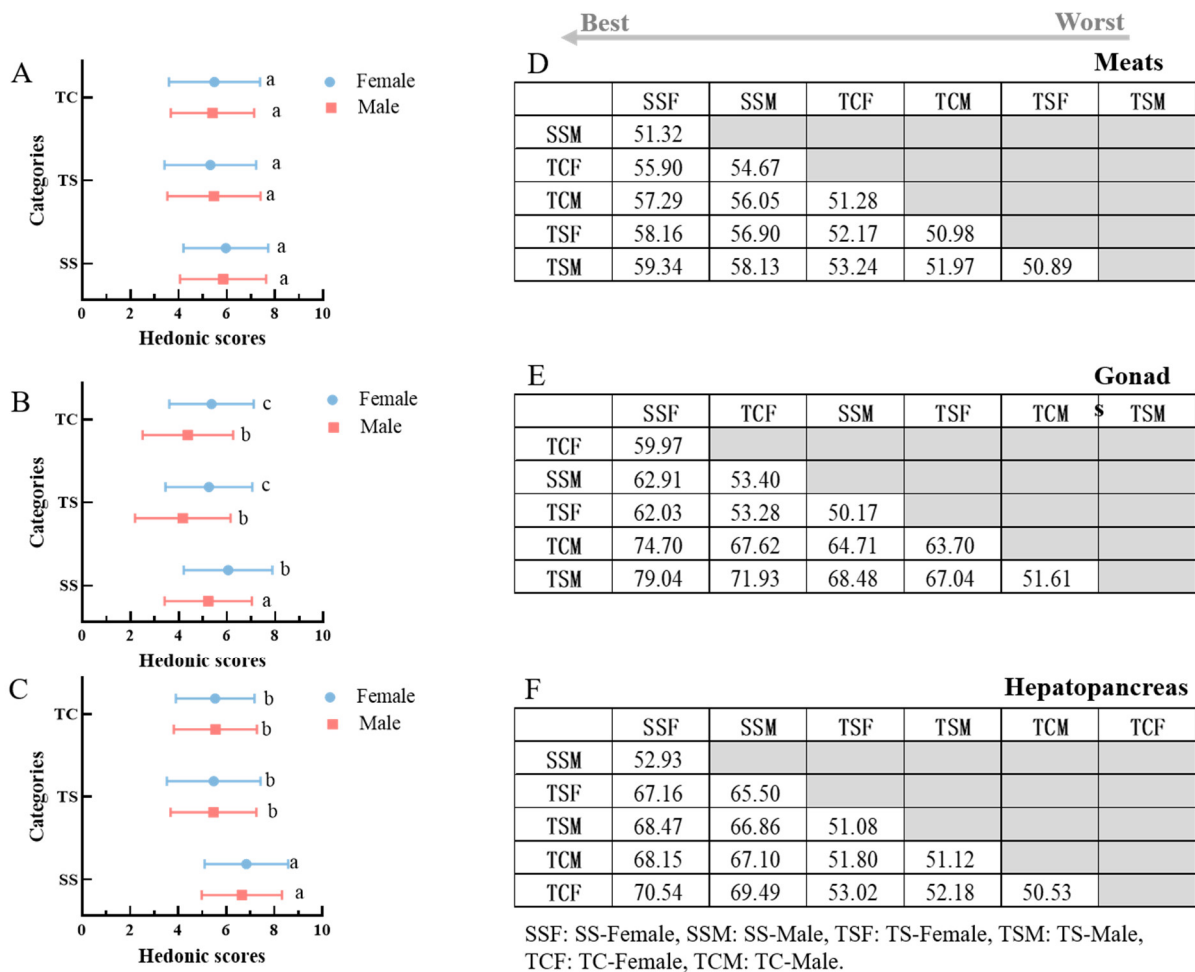 Best Worst
A
Female
Male
TC
TS
SS
a
a
a
a
a
a
Categories
0 2 4 6 8 10
Hedonic scores
B
Female
Male
TC
TS
SS
c
b
c
b
b
a
Categories
0 2 4 6 8 10
Hedonic scores
C
Female
Male
TC
TS
SS
b
b
b
b
a
a
Categories
0 2 4 6 8 10
Hedonic scores
D Meats
SSF SSM TCF TCM TSF TSM
SSM 51.32
TCF 55.90 54.67
TCM 57.29 56.05 51.28
TSF 58.16 56.90 52.17 50.98
TSM 59.34 58.13 53.24 51.97 50.89
E Gonad
s
SSF TCF SSM TSF TCM TSM
TCF 59.97
SSM 62.91 53.40
TSF 62.03 53.28 50.17
TCM 74.70 67.62 64.71 63.70
TSM 79.04 71.93 68.48 67.04 51.61
F Hepatopancreas
SSF SSM TSF TSM TCM TCF
SSM 52.93
TSF 67.16 65.50
TSM 68.47 66.86 51.08
TCM 68.15 67.10 51.80 51.12
TCF 70.54 69.49 53.02 52.18 50.53
SSF: SS-Female, SSM: SS-Male, TSF: TS-Female, TSM: TS-Male,
TCF: TC-Female, TCM: TC-Male.